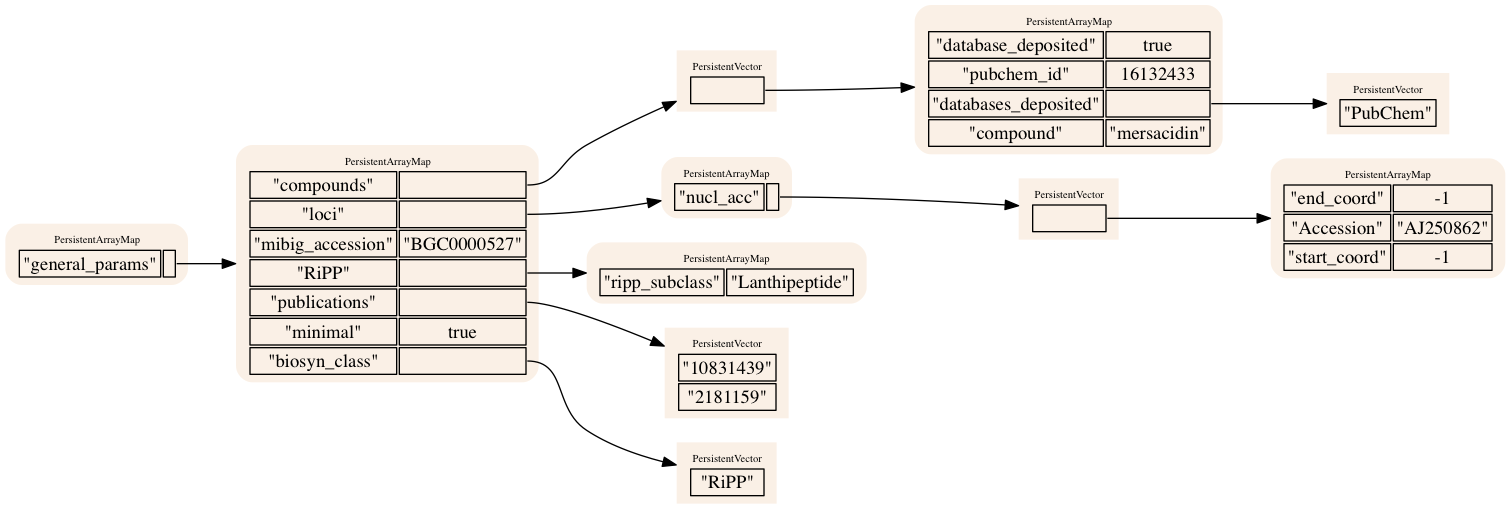 PersistentArrayMap
"general_params"
PersistentArrayMap
"compounds"
"loci"
"mibig_accession" "BGC0000527"
"RiPP"
"publications"
"minimal" true
"biosyn_class"
PersistentVector
PersistentArrayMap
"database_deposited" true
"pubchem_id" 16132433
"databases_deposited"
"compound" "mersacidin"
PersistentVector
"PubChem"
PersistentArrayMap
"nucl_acc"
PersistentVector
PersistentArrayMap
"end_coord" -1
"Accession" "AJ250862"
"start_coord" -1
PersistentArrayMap
"ripp_subclass" "Lanthipeptide"
PersistentVector
"10831439"
"2181159"
PersistentVector
"RiPP"